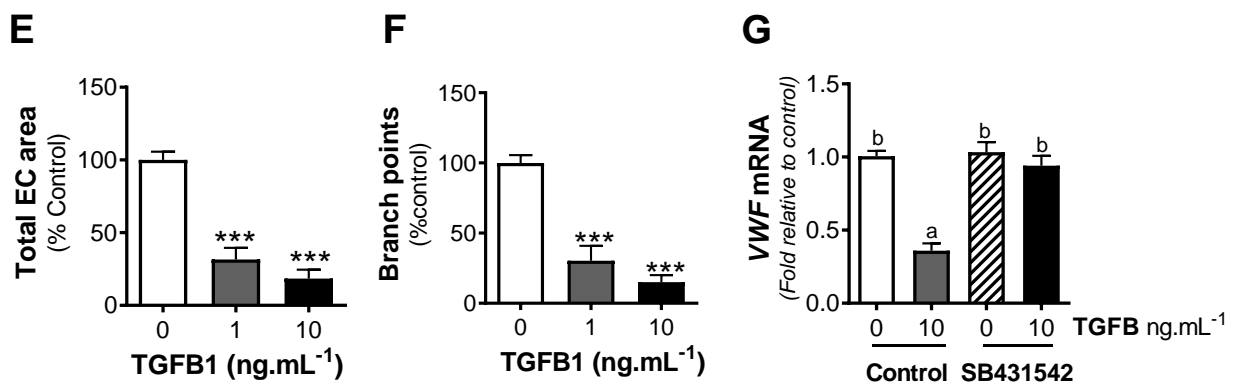 E
Total EC area
(% Control)
150
100
50
0
***
***
0 1 10
TGFB1 (ng.mL⁻¹)
F
Branch points
(%control)
150
100
50
0
***
***
0 1 10
TGFB1 (ng.mL⁻¹)
G
VWF mRNA
(Fold relative to control)
1.5
1.0
0.5
0.0
b
a
b
b
0 10 0 10 TGFB ng.mL⁻¹
Control SB431542